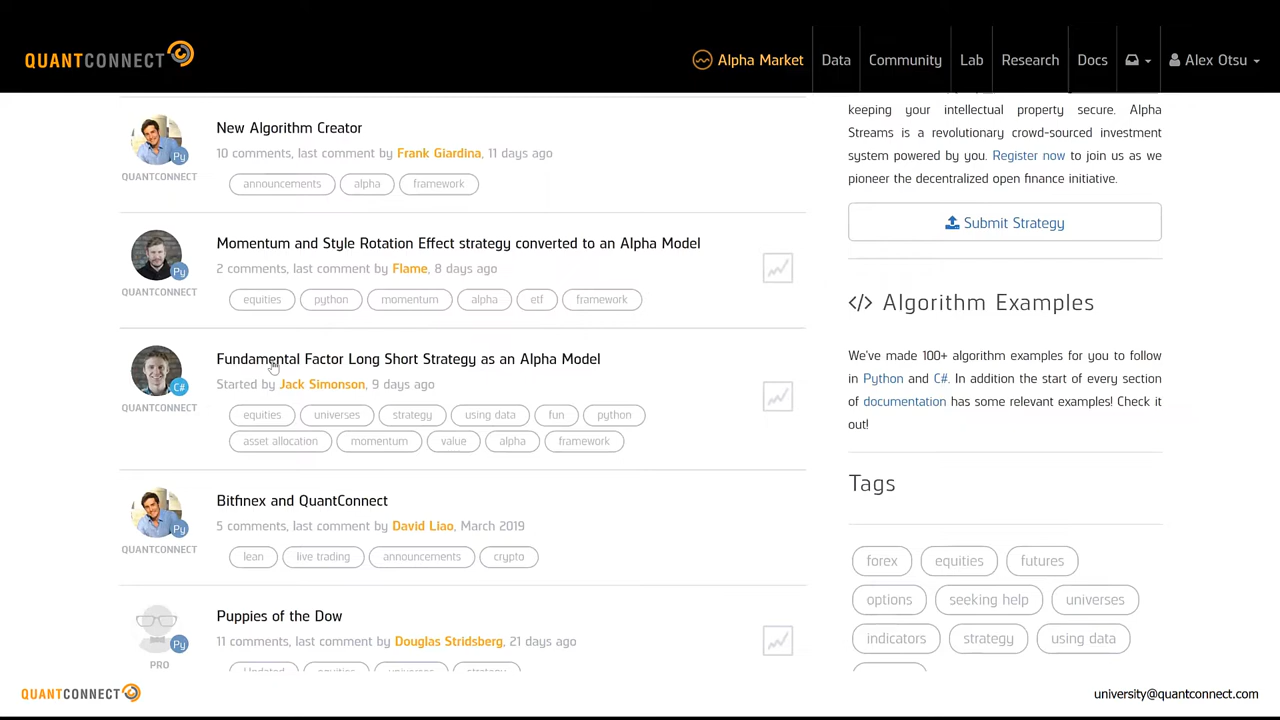 QUANTCONNECT
Alpha Market
Data
Community
Lab
Research
Docs
Alex Otsu
New Algorithm Creator
10 comments, last comment by Frank Giardina, 11 days ago
Py
QUANTCONNECT
announcements
alpha
framework
Momentum and Style Rotation Effect strategy converted to an Alpha Model
2 comments, last comment by Flame, 8 days ago
Py
QUANTCONNECT
equities
python
momentum
alpha
etf
framework
Fundamental Factor Long Short Strategy as an Alpha Model
Started by Jack Simonson, 9 days ago
C#
QUANTCONNECT
equities
universes
strategy
using data
fun
python
asset allocation
momentum
value
alpha
framework
Bitfinex and QuantConnect
5 comments, last comment by David Liao, March 2019
Py
QUANTCONNECT
lean
live trading
announcements
crypto
Puppies of the Dow
11 comments, last comment by Douglas Stridsberg, 21 days ago
Py
PRO
Updated
equities
universes
strategy
keeping your intellectual property secure. Alpha
Streams is a revolutionary crowd-sourced investment
system powered by you. Register now to join us as we
pioneer the decentralized open finance initiative.
Submit Strategy
</> Algorithm Examples
We've made 100+ algorithm examples for you to follow
in Python and C#. In addition the start of every section
of documentation has some relevant examples! Check it
out!
Tags
forex
equities
futures
options
seeking help
universes
indicators
strategy
using data
QUANTCONNECT
university@quantconnect.com